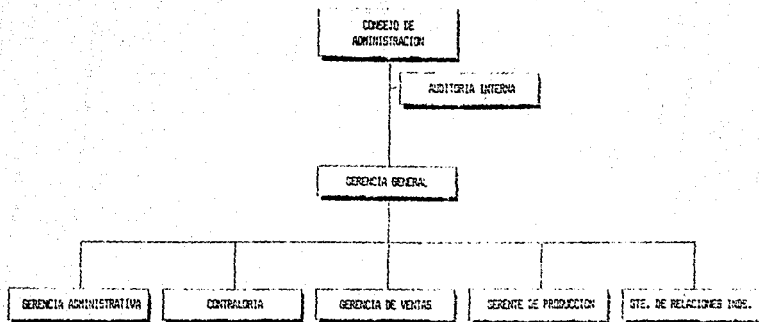 CONSEJO DE
ADMINISTRACION
AUDITORIA INTERNA
GERENCIA GENERAL
GERENCIA ADMINISTRATIVA
CONTRALORIA
GERENCIA DE VENTAS
GERENTE DE PRODUCCION
GTE. DE RELACIONES INDS.